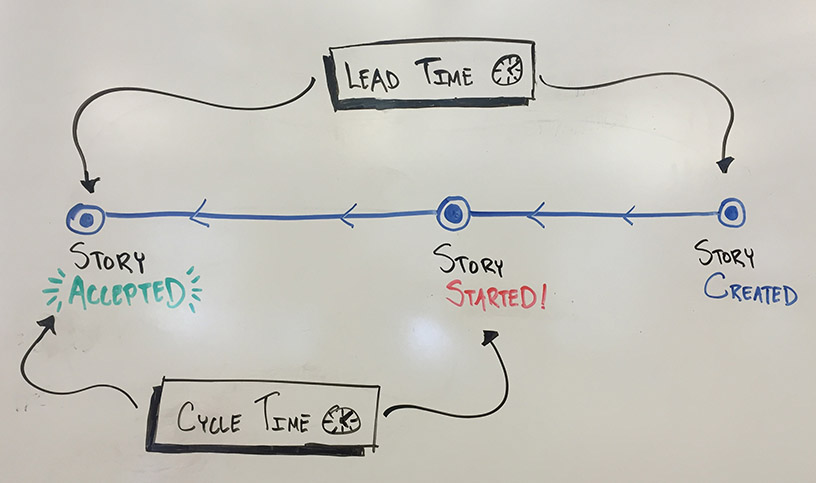 LEAD TIME
STORY
ACCEPTED
STORY
STARTED!
STORY
CREATED
CYCLE TIME